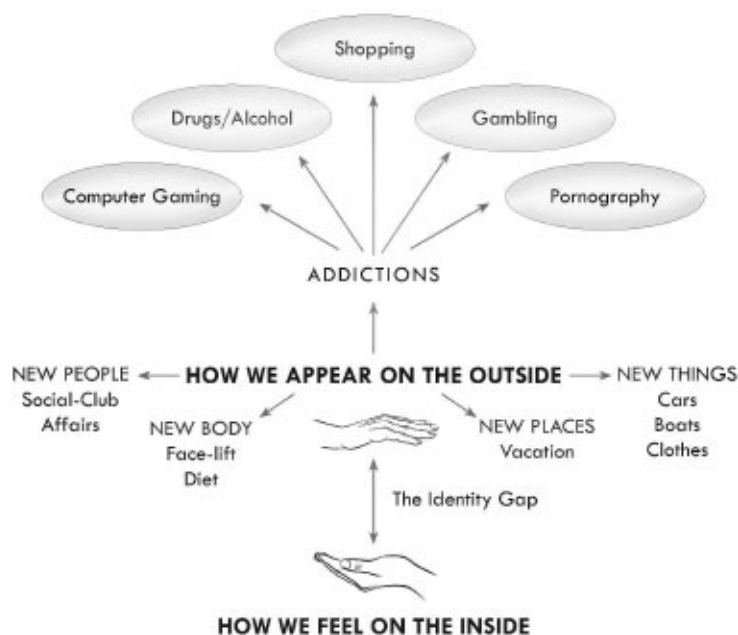 Shopping
Drugs/Alcohol
Gambling
Computer Gaming
Pornography
ADDICTIONS
HOW WE APPEAR ON THE OUTSIDE
NEW PEOPLE
Social-Club
Affairs
NEW BODY
Face-lift
Diet
NEW PLACES
Vacation
NEW THINGS
Cars
Boats
Clothes
The Identity Gap
HOW WE FEEL ON THE INSIDE